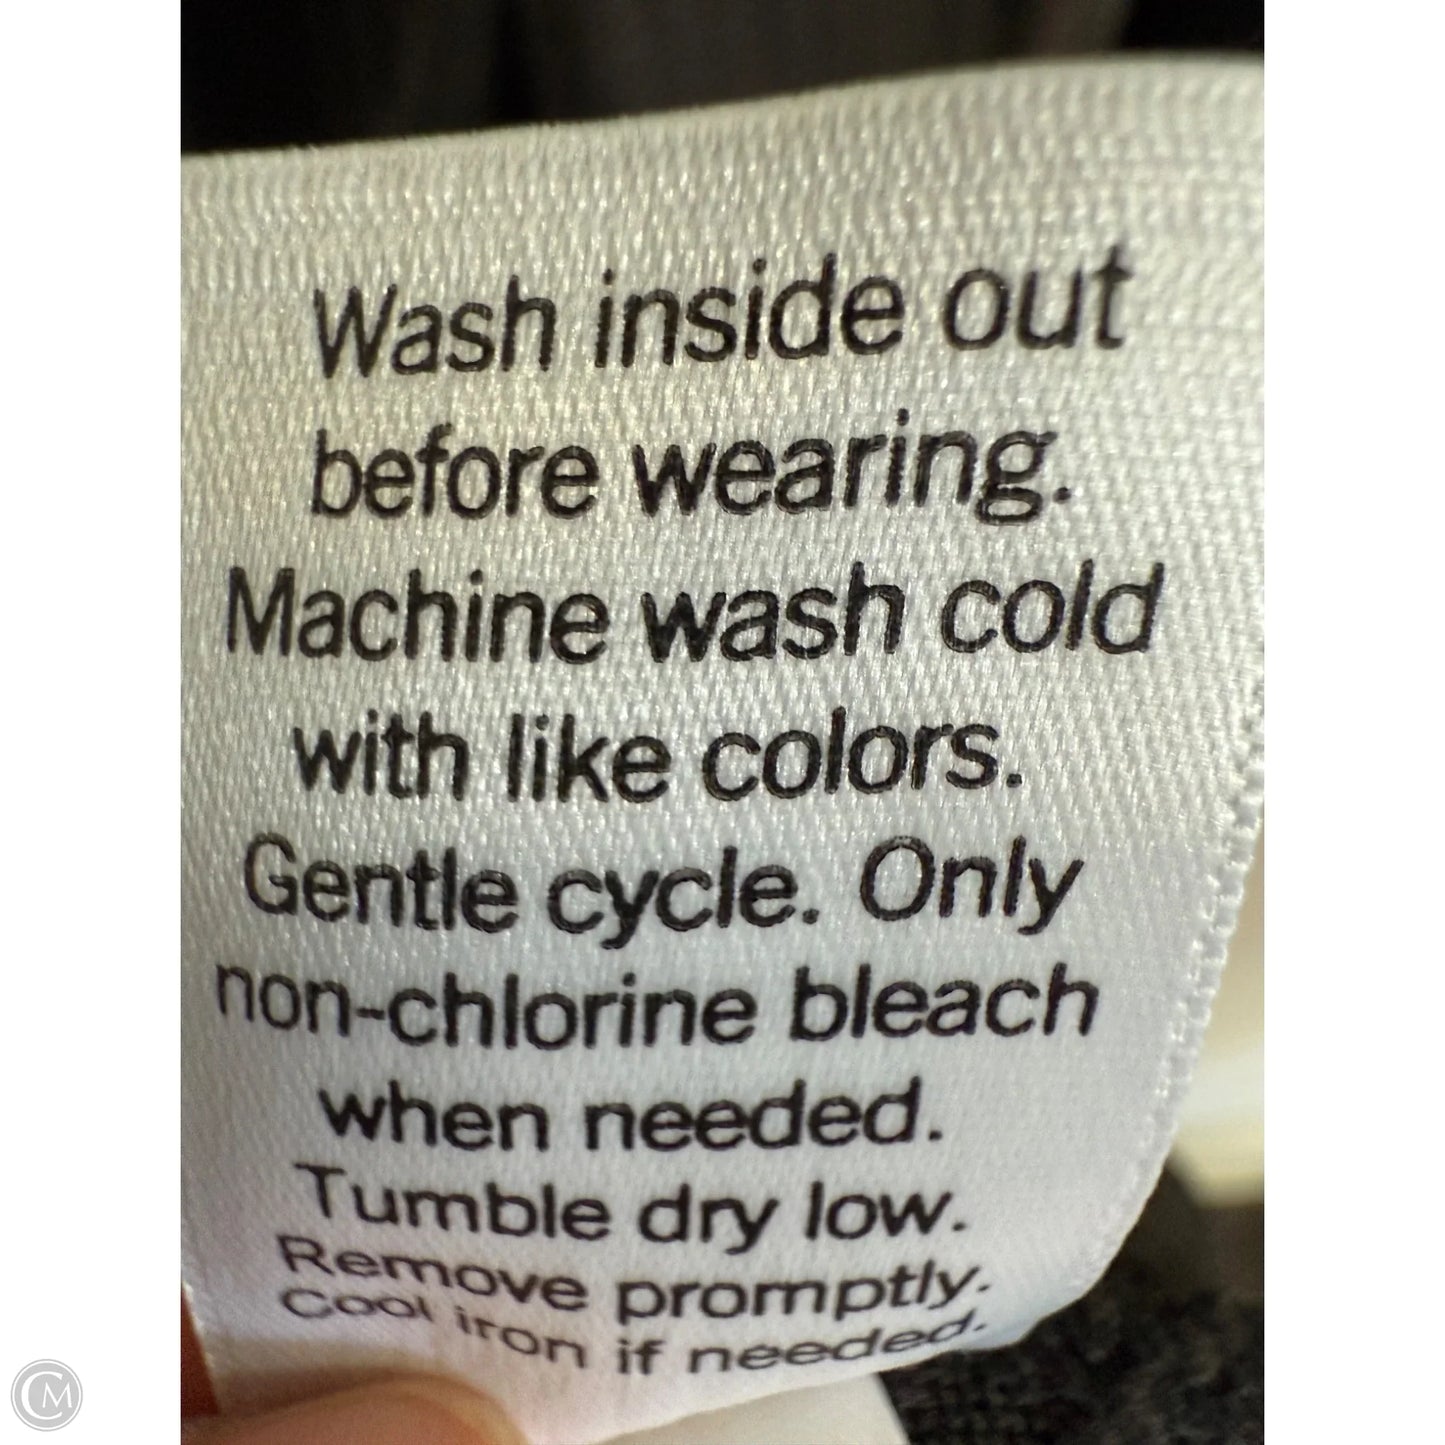 Wash inside out
before wearing.
Machine wash cold
with like colors.
Gentle cycle. Only
non-chlorine bleach
when needed.
Tumble dry low.
Remove promptly.
Cool iron if needed.
CM